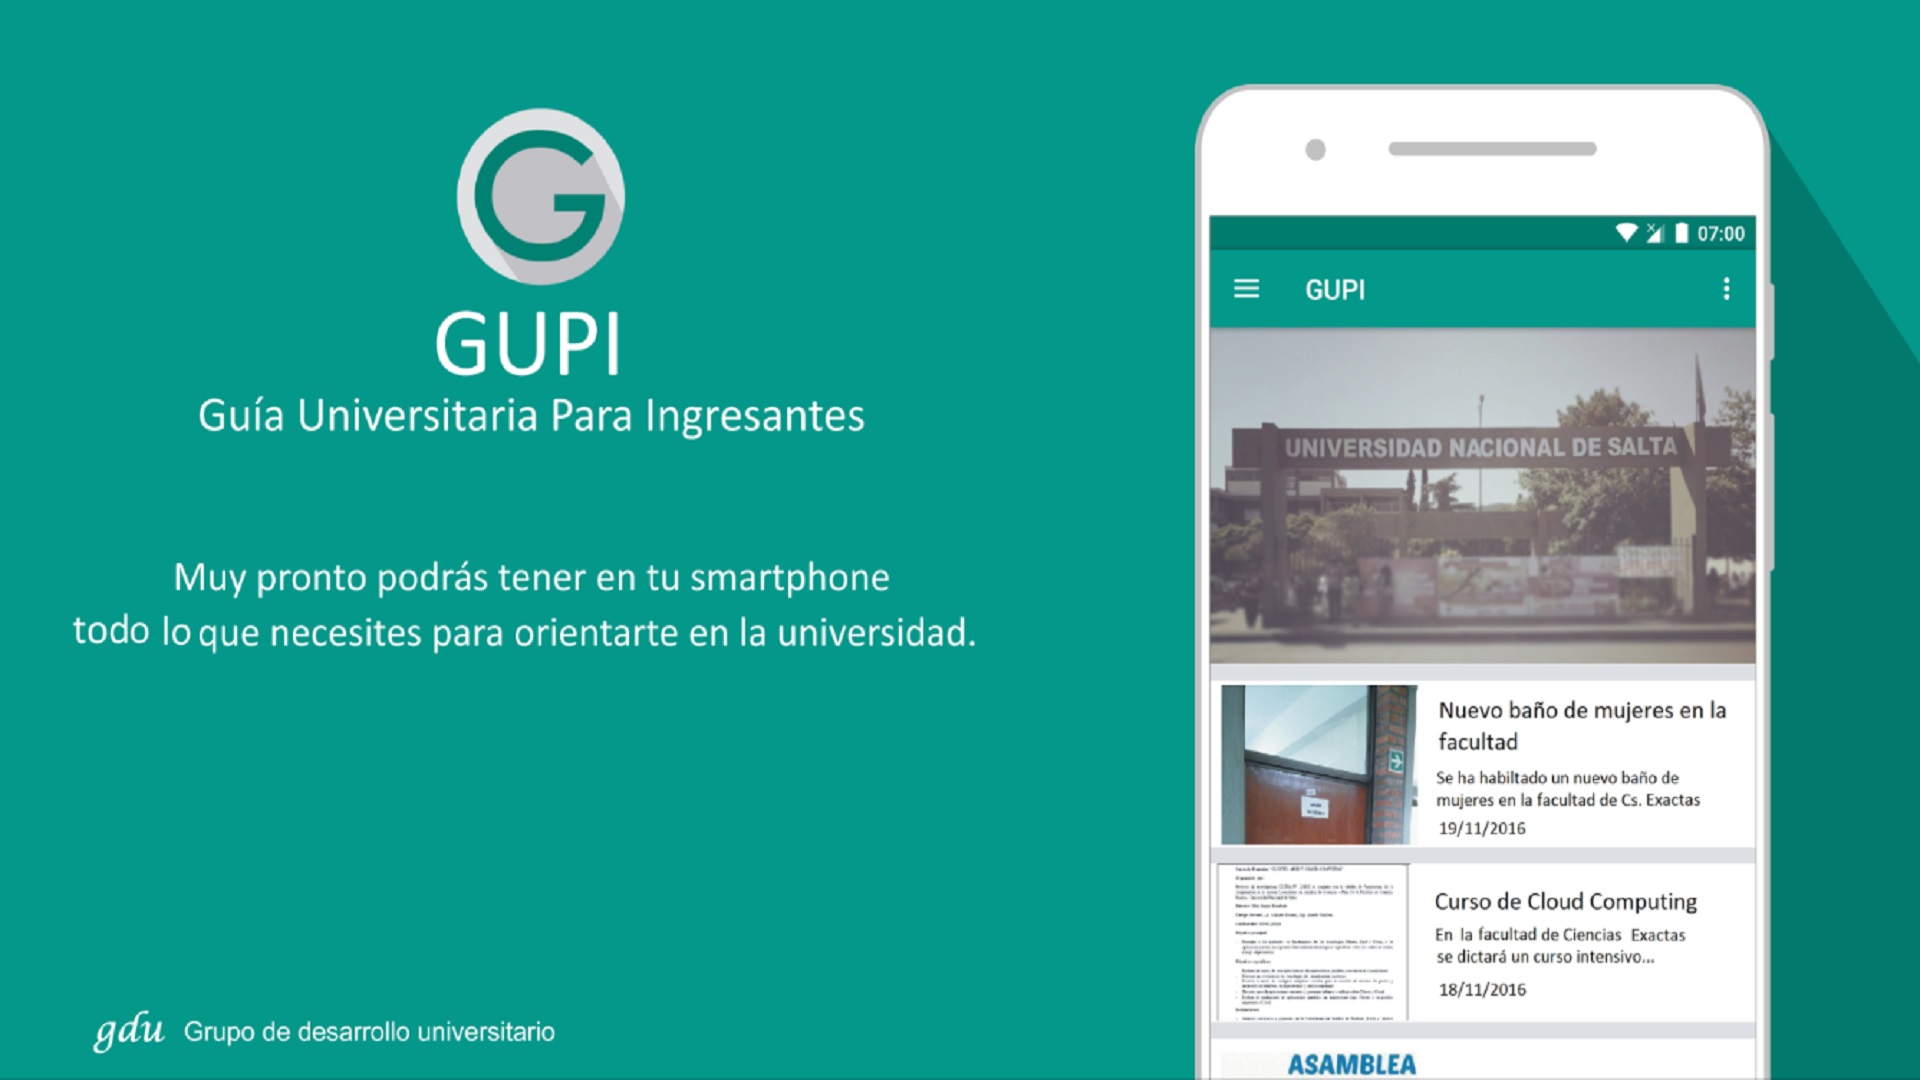 G
GUPI
Guía Universitaria Para Ingresantes
Muy pronto podrás tener en tu smartphone
todo lo que necesites para orientarte en la universidad.
gdu Grupo de desarrollo universitario
07:00
GUPI
UNIVERSIDAD NACIONAL DE SALTA
Nuevo baño de mujeres en la
facultad
Se ha habiltado un nuevo baño de
mujeres en la facultad de Cs. Exactas
19/11/2016
Curso de Cloud Computing
En la facultad de Ciencias Exactas
se dictará un curso intensivo...
18/11/2016
ASAMBLEA